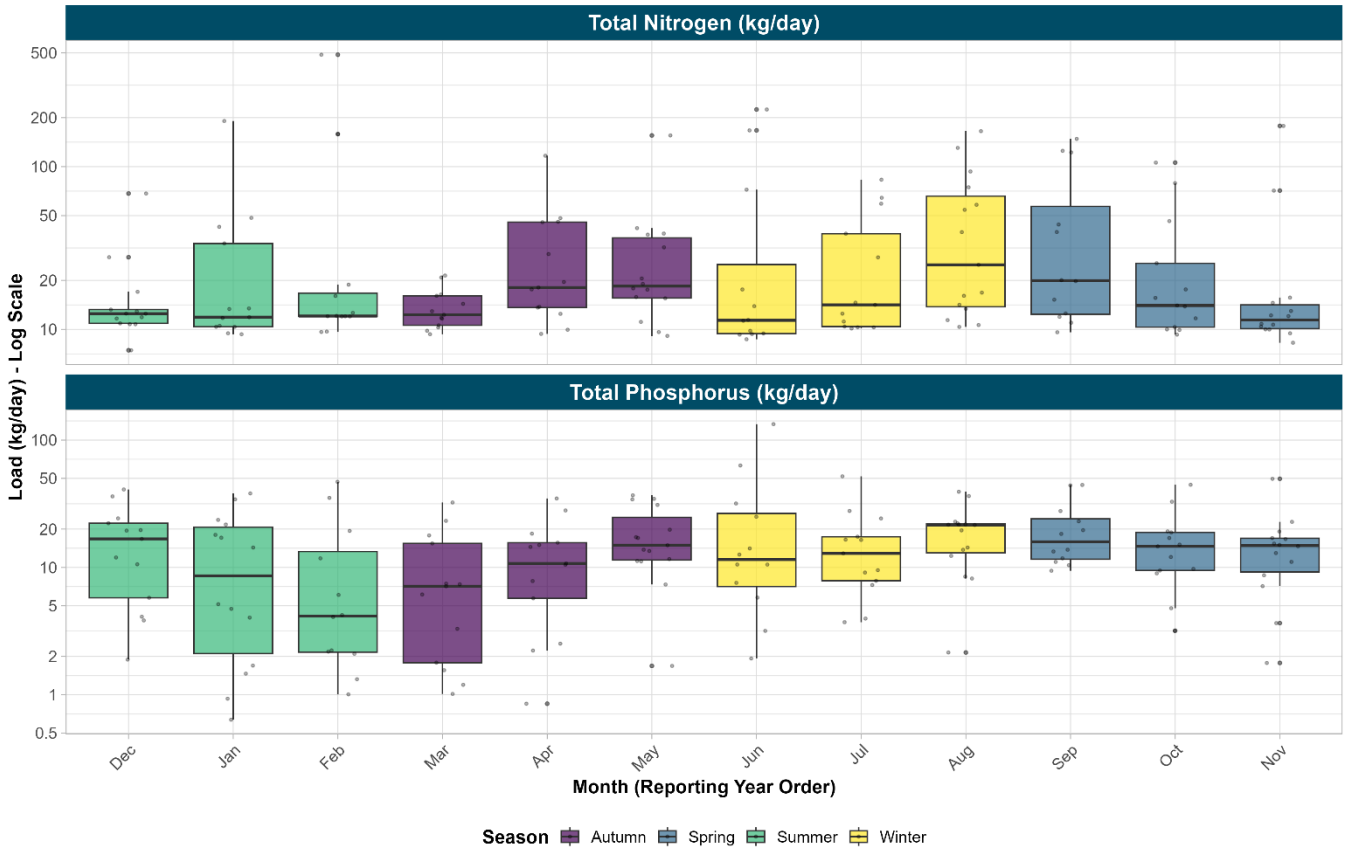 Total Nitrogen (kg/day)
500
200
100
50
20
10
Total Phosphorus (kg/day)
100
50
20
10
5
2
1
0.5
Load (kg/day) - Log Scale
Dec Jan Feb Mar Apr May Jun Jul Aug Sep Oct Nov
Month (Reporting Year Order)
Season Autumn Spring Summer Winter